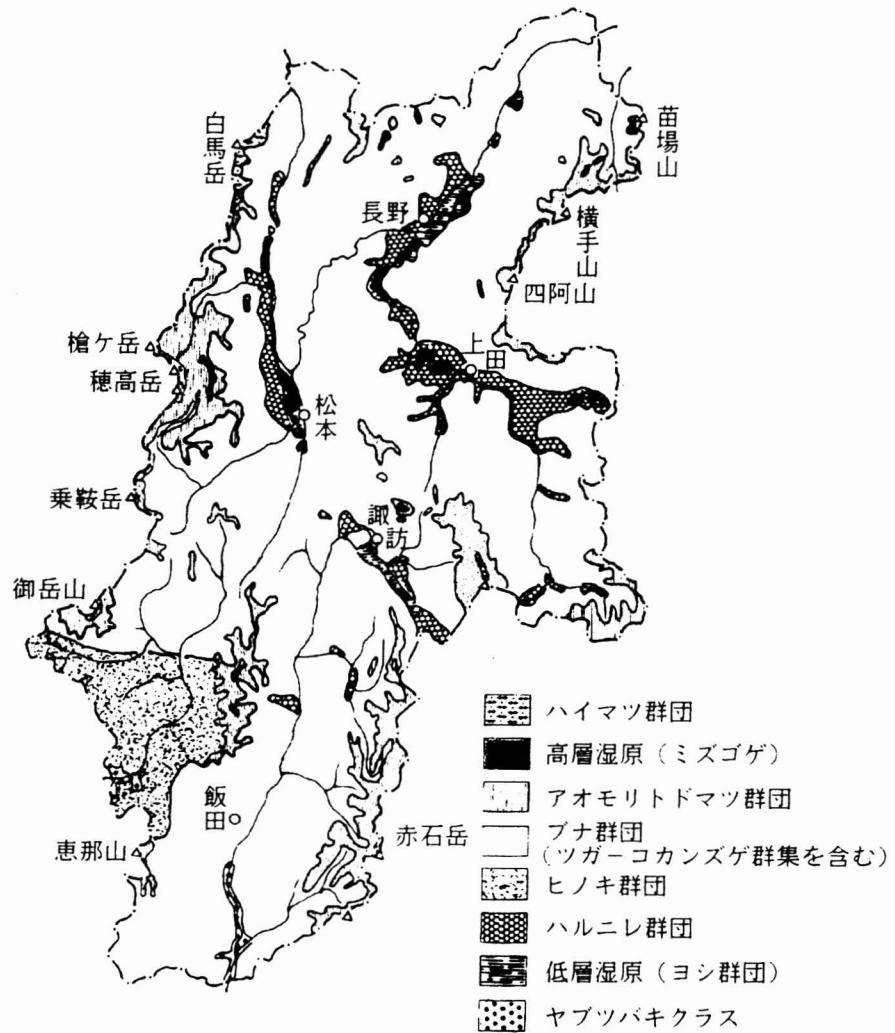 白馬岳
苗場山
長野
横手山
四阿山
槍ケ岳
穂高岳
上田
松本
乗鞍岳
諏訪
御岳山
飯田
恵那山
赤石岳
ハイマツ群団
高層湿原(ミズゴケ)
アオモリトドマツ群団
ブナ群団
(ツガーコカンズゲ群集を含む)
ヒノキ群団
ハルニレ群団
低層湿原(ヨシ群団)
ヤブツバキクラス